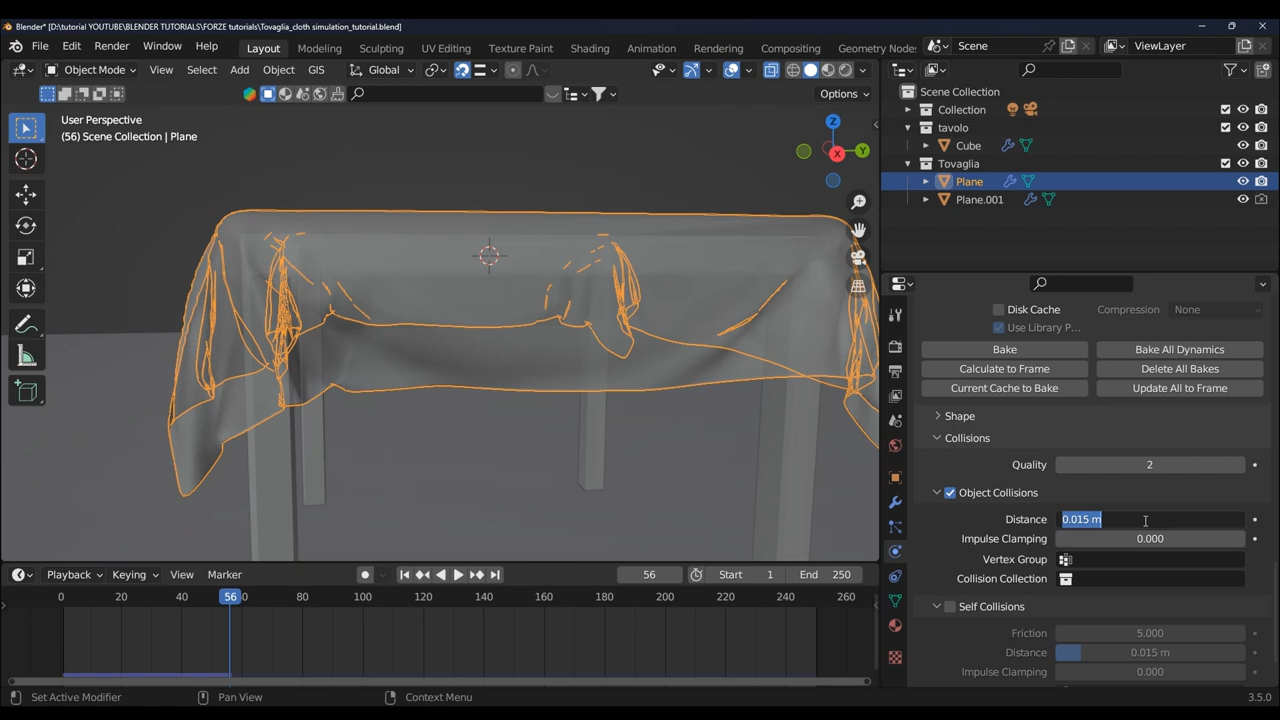 Blender* [D:\tutorial YOUTUBE\BLENDER TUTORIALS\FORZE tutorials\Tovaglia_cloth simulation_tutorial.blend]
File Edit Render Window Help Layout Modeling Sculpting UV Editing Texture Paint Shading Animation Rendering Compositing Geometry Node: Scene ViewLayer
Object Mode View Select Add Object GIS Global
Options
User Perspective
(56) Scene Collection | Plane
Z
Y
X
Scene Collection
Collection
tavolo
Cube
Tovaglia
Plane
Plane.001
Disk Cache Compression None
Use Library P...
Bake Bake All Dynamics
Calculate to Frame Delete All Bakes
Current Cache to Bake Update All to Frame
Shape
Collisions
Quality 2
Object Collisions
Distance 0.015 m
Impulse Clamping 0.000
Vertex Group
Collision Collection
Self Collisions
Friction 5.000
Distance 0.015 m
Impulse Clamping 0.000
Playback Keying View Marker 56 Start 1 End 250
0 20 40 56 60 80 100 120 140 160 180 200 220 240 260
Set Active Modifier Pan View Context Menu 3.5.0